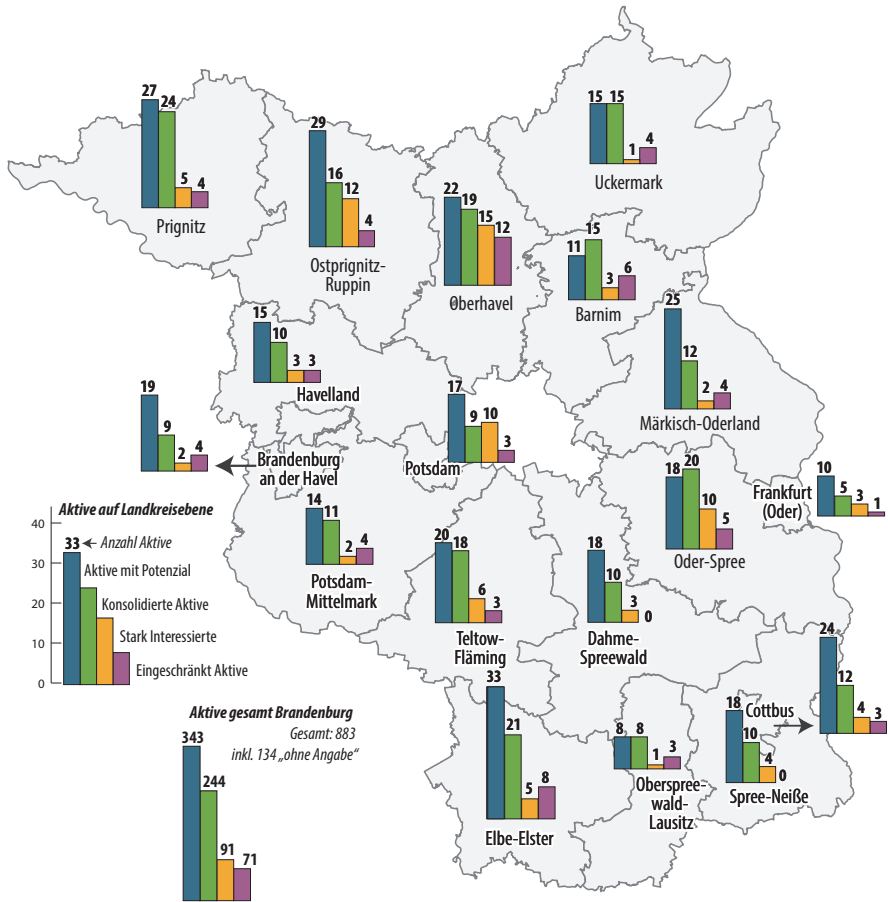 27
24
5
4
Prignitz
29
16
12
4
Ostprignitz-
Ruppin
22
19
15
12
Oberhavel
15
15
1
4
Uckermark
11
15
3
6
Barnim
25
12
2
4
Märkisch-Oderland
15
10
3
3
Havelland
19
9
2
4
Brandenburg
an der Havel
17
9
10
3
Potsdam
18
20
10
5
Oder-Spree
10
5
3
1
Frankfurt
(Oder)
14
11
2
4
Potsdam-
Mittelmark
20
18
6
3
Teltow-
Fläming
18
10
3
0
Dahme-
Spreewald
Aktive auf Landkreisebene
40
30
20
10
0
33
Anzahl Aktive
Aktive mit Potenzial
Konsolidierte Aktive
Stark Interessierte
Eingeschränkt Aktive
33
21
5
8
Elbe-Elster
8
8
1
3
Oberspree-
wald-
Lausitz
18
10
4
0
Spree-Neiße
Cottbus
24
12
4
3
Aktive gesamt Brandenburg
Gesamt: 883
inkl. 134 „ohne Angabe“
343
244
91
71